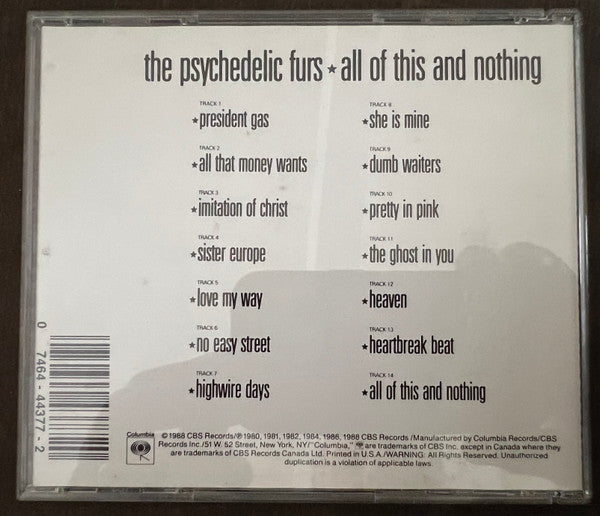 the psychedelic furs ★ all of this and nothing
TRACK 1
★president gas
TRACK 2
★all that money wants
TRACK 3
★imitation of christ
TRACK 4
★sister europe
TRACK 5
★love my way
TRACK 6
★no easy street
TRACK 7
★highwire days
TRACK 8
★she is mine
TRACK 9
★dumb waiters
TRACK 10
★pretty in pink
TRACK 11
★the ghost in you
TRACK 12
★heaven
TRACK 13
★heartbreak beat
TRACK 14
★all of this and nothing
0 7464-44377-2
Columbia
©1988 CBS Records/℗1980, 1981, 1982, 1984, 1986, 1988 CBS Records /Manufactured by Columbia Records/CBS
Records Inc./51 W. 52 Street, New York, NY/"Columbia," are trademarks of CBS Inc. except in Canada where they
are trademarks of CBS Records Canada Ltd. Printed in U.S.A./WARNING: All Rights Reserved. Unauthorized
duplication is a violation of applicable laws.